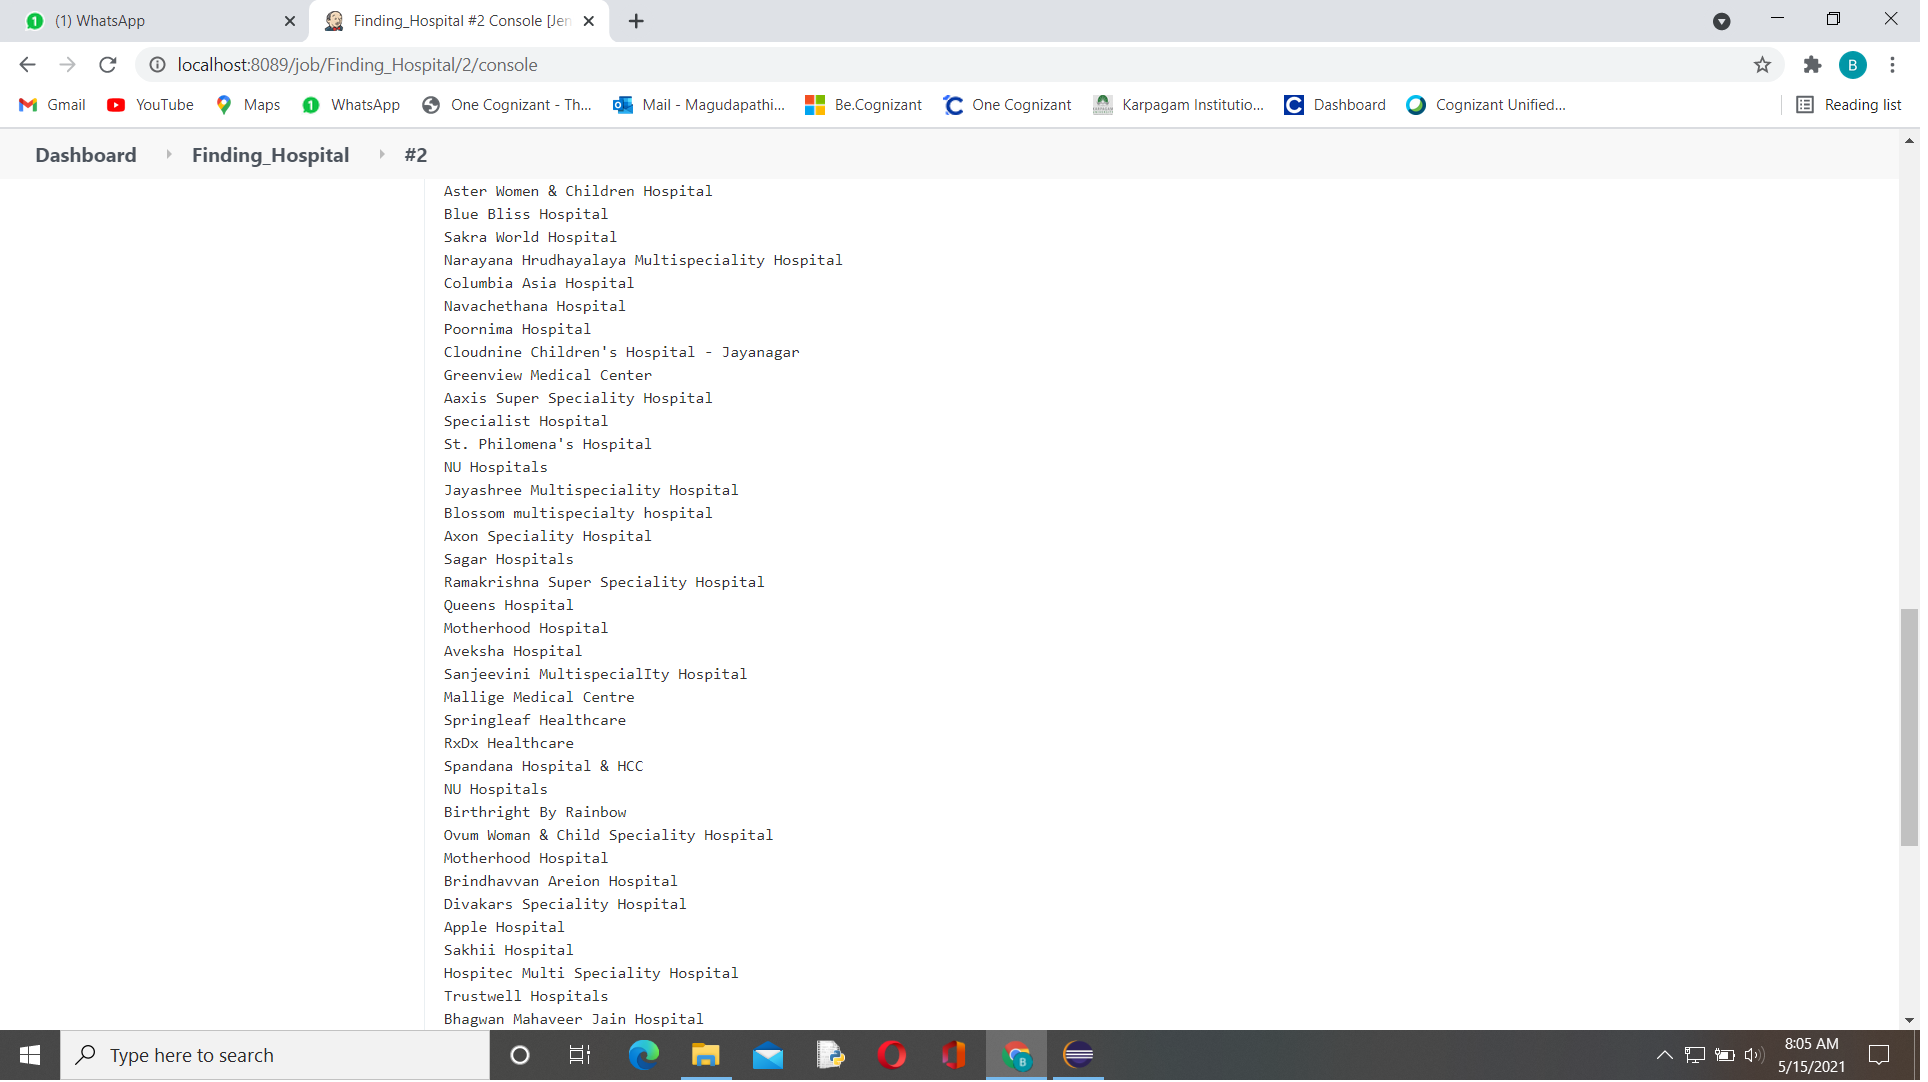 (1) WhatsApp
Finding_Hospital #2 Console [Jen
localhost:8089/job/Finding_Hospital/2/console
B
Gmail
YouTube
Maps
WhatsApp
One Cognizant - Th...
Mail - Magudapathi...
Be.Cognizant
One Cognizant
Karpagam Institutio...
Dashboard
Cognizant Unified...
Reading list
Dashboard
Finding_Hospital
#2
Aster Women & Children Hospital
Blue Bliss Hospital
Sakra World Hospital
Narayana Hrudhayalaya Multispeciality Hospital
Columbia Asia Hospital
Navachethana Hospital
Poornima Hospital
Cloudnine Children's Hospital - Jayanagar
Greenview Medical Center
Aaxis Super Speciality Hospital
Specialist Hospital
St. Philomena's Hospital
NU Hospitals
Jayashree Multispeciality Hospital
Blossom multispecialty hospital
Axon Speciality Hospital
Sagar Hospitals
Ramakrishna Super Speciality Hospital
Queens Hospital
Motherhood Hospital
Aveksha Hospital
Sanjeevini MultispecialIty Hospital
Mallige Medical Centre
Springleaf Healthcare
RxDx Healthcare
Spandana Hospital & HCC
NU Hospitals
Birthright By Rainbow
Ovum Woman & Child Speciality Hospital
Motherhood Hospital
Brindhavvan Areion Hospital
Divakars Speciality Hospital
Apple Hospital
Sakhii Hospital
Hospitec Multi Speciality Hospital
Trustwell Hospitals
Bhagwan Mahaveer Jain Hospital
Type here to search
8:05 AM
5/15/2021